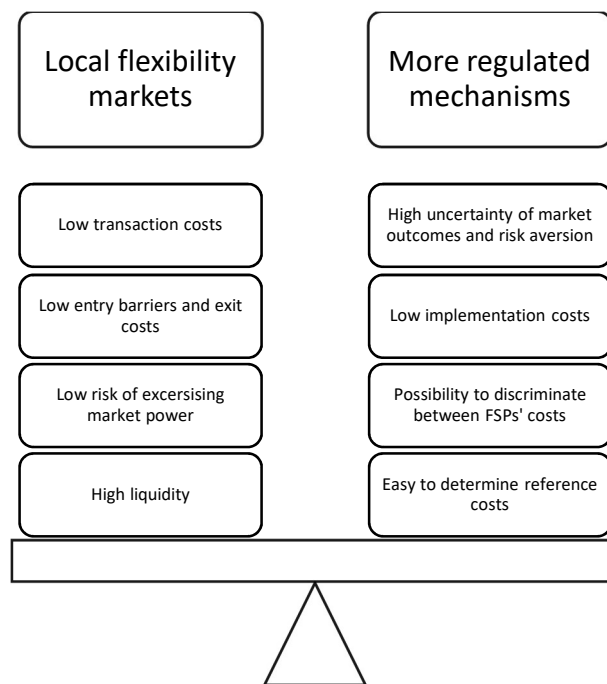 Local flexibility
markets
More regulated
mechanisms
Low transaction costs
High uncertainty of market
outcomes and risk aversion
Low entry barriers and exit
costs
Low implementation costs
Low risk of excersising
market power
Possibility to discriminate
between FSPs' costs
High liquidity
Easy to determine reference
costs